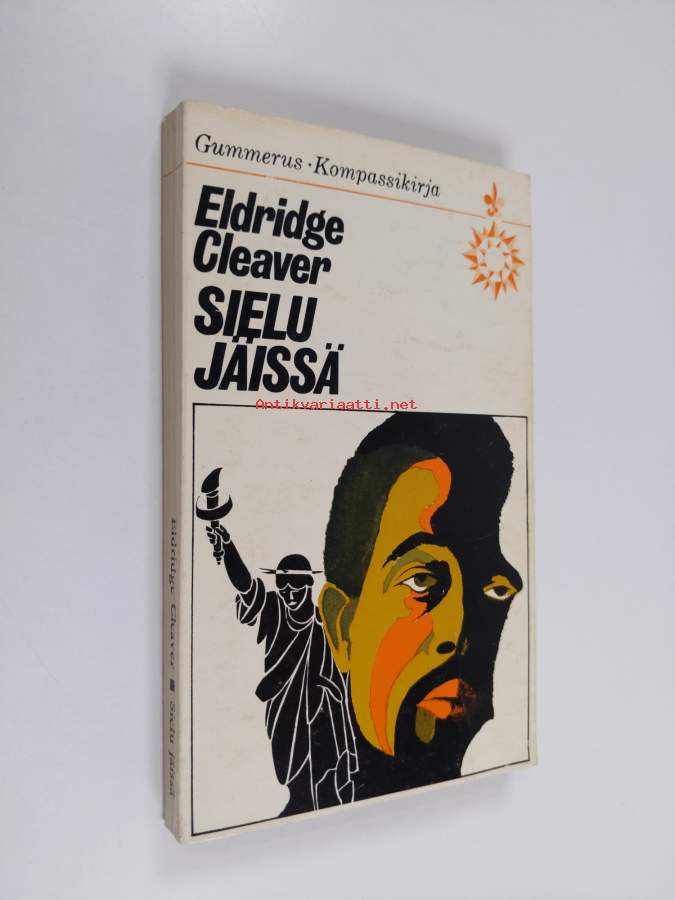 Gummerus · Kompassikirja
Eldridge
Cleaver
SIELU
JÄISSÄ
Antikvariaatti.net
Eldridge Cleaver ■ Sielu jäissä